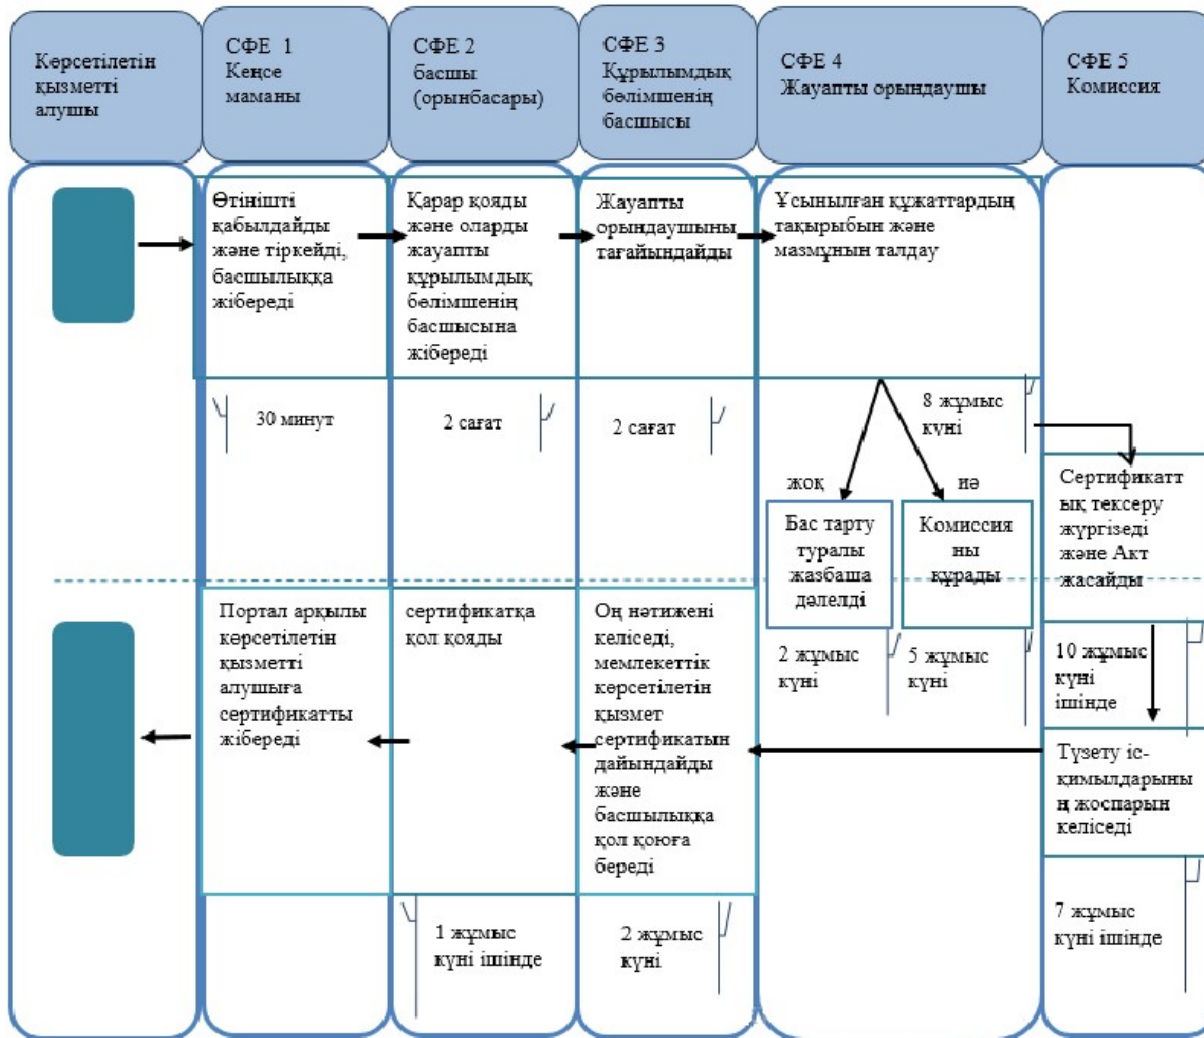 Көрсетілетін
қызметті
алушы
СФЕ 1
Кеңсе
маманы
СФЕ 2
басшы
(орынбасары)
СФЕ 3
Құрылымдық
бөлімшенің
басшысы
СФЕ 4
Жауапты орындаушы
СФЕ 5
Комиссия
Өтінішті
қабылдайды
және тіркейді,
басшылыққа
жібереді
Қарар қояды
және оларды
жауапты
құрылымдық
бөлімшенің
басшысына
жібереді
Жауапты
орындаушыны
тағайындайды
Ұсынылған құжаттардың
тақырыбын және
мазмұнын талдау
30 минут
2 сағат
2 сағат
8 жұмыс
күні
жоқ
иә
Бас тарту
туралы
жазбаша
дәлелді
Комиссия
ны
құрады
Сертификатт
ық тексеру
жүргізеді
және Акт
жасайды
2 жұмыс
күні
5 жұмыс
күні
10 жұмыс
күні
ішінде
Портал арқылы
көрсетілетін
қызметті
алушыға
сертификатты
жібереді
сертификатқа
қол қояды
Оң нәтижені
келіседі,
мемлекеттік
көрсетілетін
қызмет
сертификатын
дайындайды
және
басшылыққа
қол қоюға
береді
Түзету іс-
қимылдарыны
ң жоспарын
келіседі
1 жұмыс
күні ішінде
2 жұмыс
күні
7 жұмыс
күні ішінде